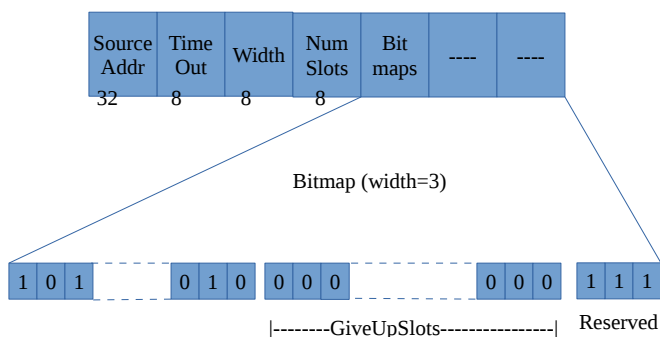 Source Addr
32
Time Out
8
Width
8
Num Slots
8
Bit maps
----
----
Bitmap (width=3)
1 0 1
0 1 0
0 0 0
0 0 0
1 1 1
|--------GiveUpSlots----------------|
Reserved